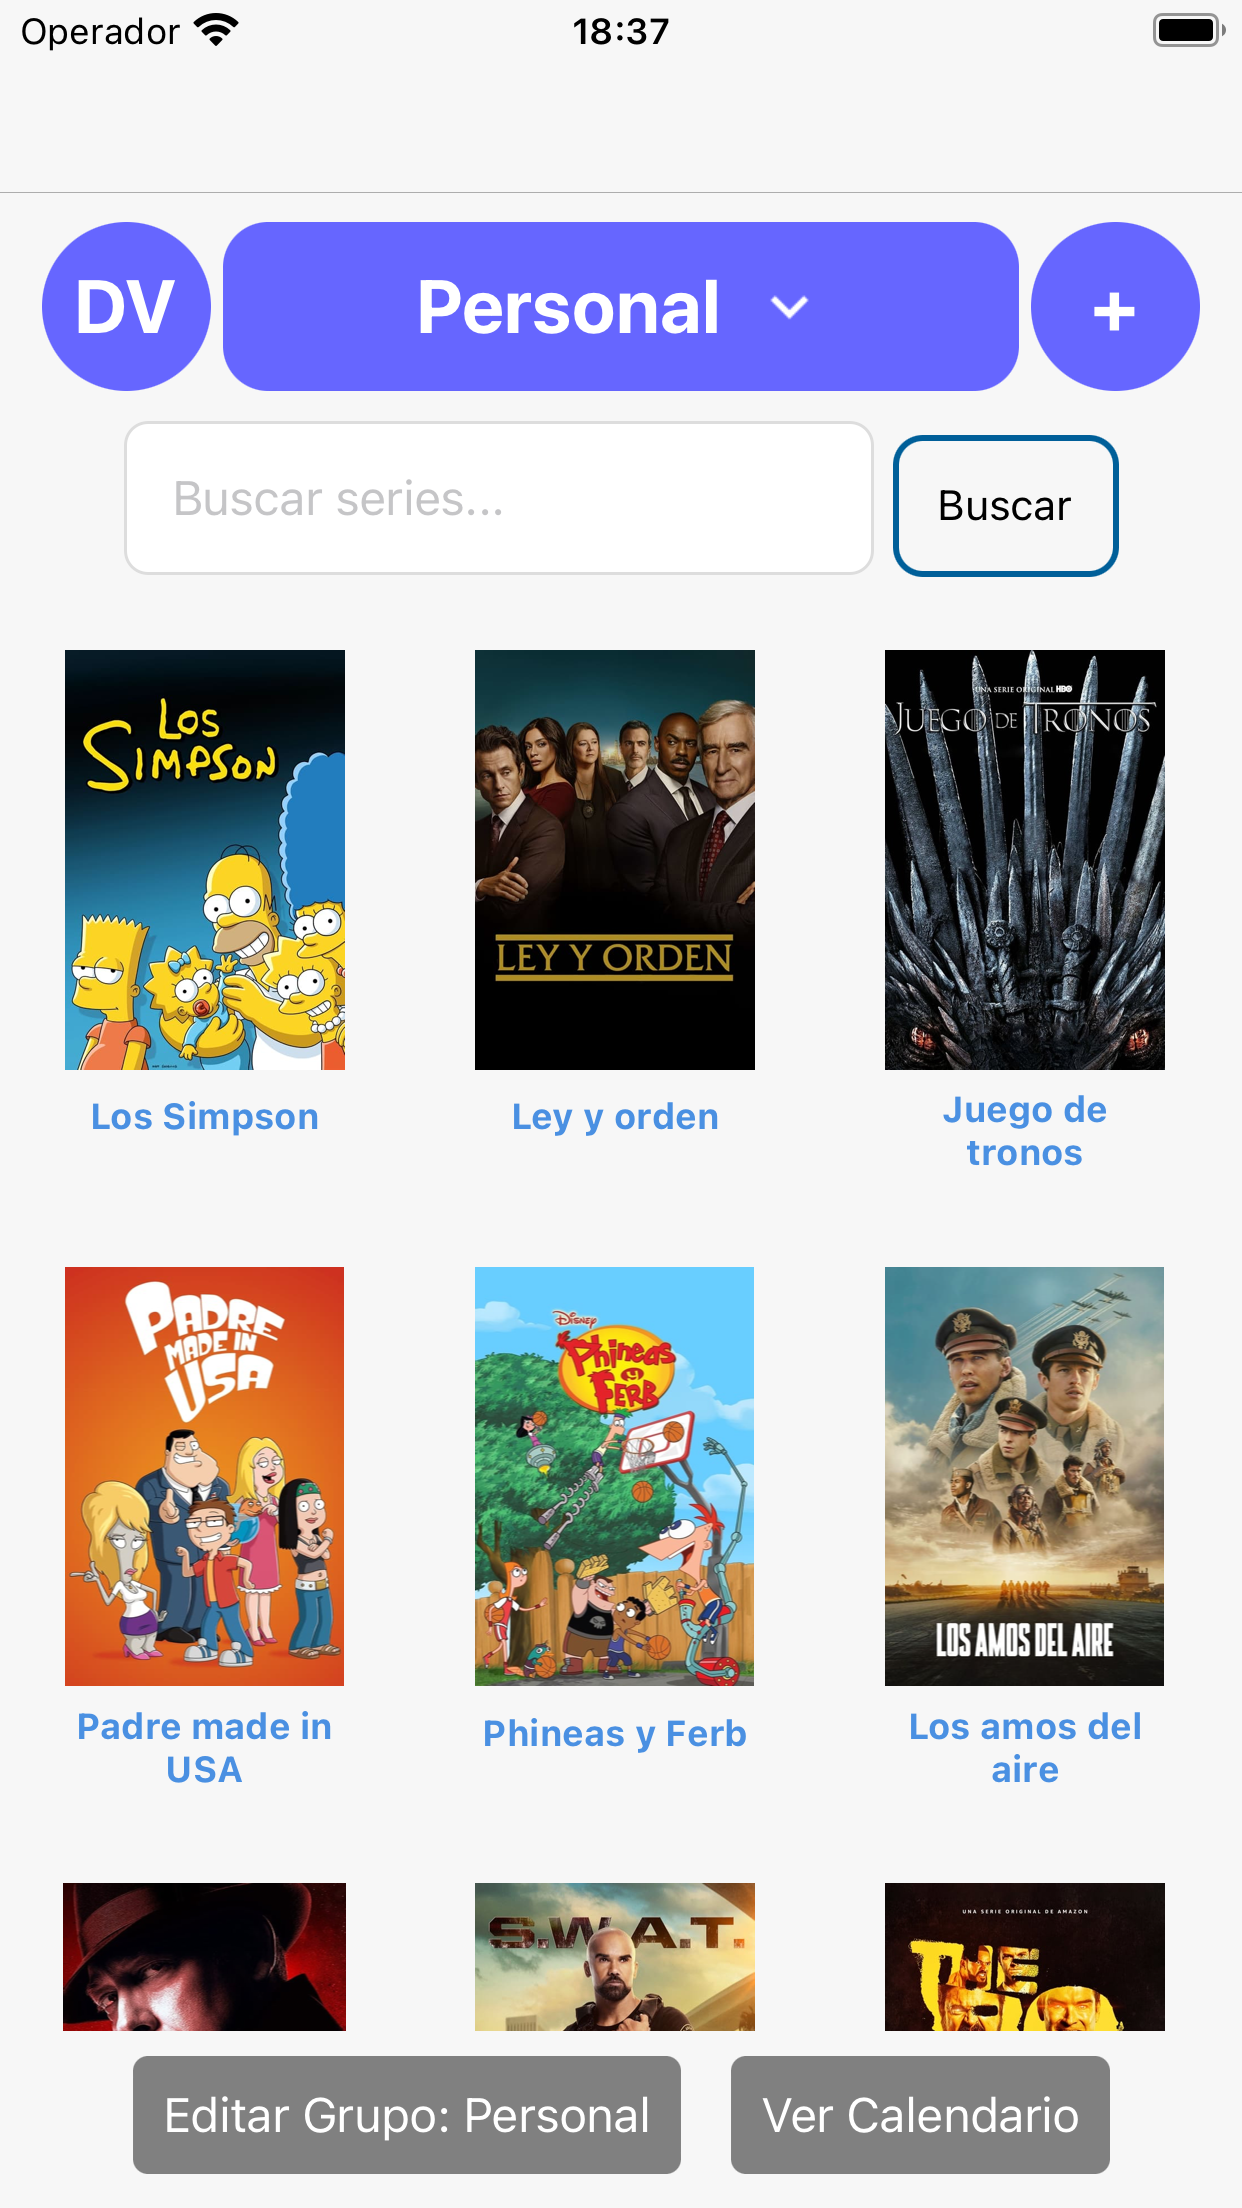 Operador
18:37
DV
Personal
+
Buscar series...
Buscar
Los
Simpson
LEY Y ORDEN
UNA SERIE ORIGINAL HBO
JUEGO DE TRONOS
Los Simpson
Ley y orden
Juego de
tronos
PADRE
MADE IN
USA
Disney
Phineas
y
Ferb
LOS AMOS DEL AIRE
Padre made in
USA
Phineas y Ferb
Los amos del
aire
S.W.A.T.
UNA SERIE ORIGINAL DE AMAZON
THE
Editar Grupo: Personal
Ver Calendario